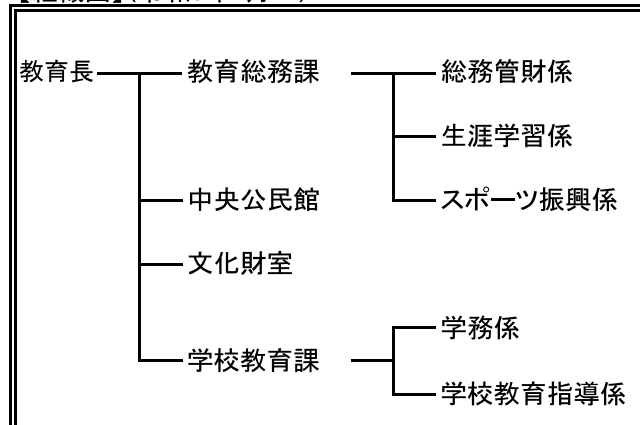 教育長 教育総務課 総務管財係
生涯学習係
中央公民館 スポーツ振興係
文化財室
学務係
学校教育課
学校教育指導係